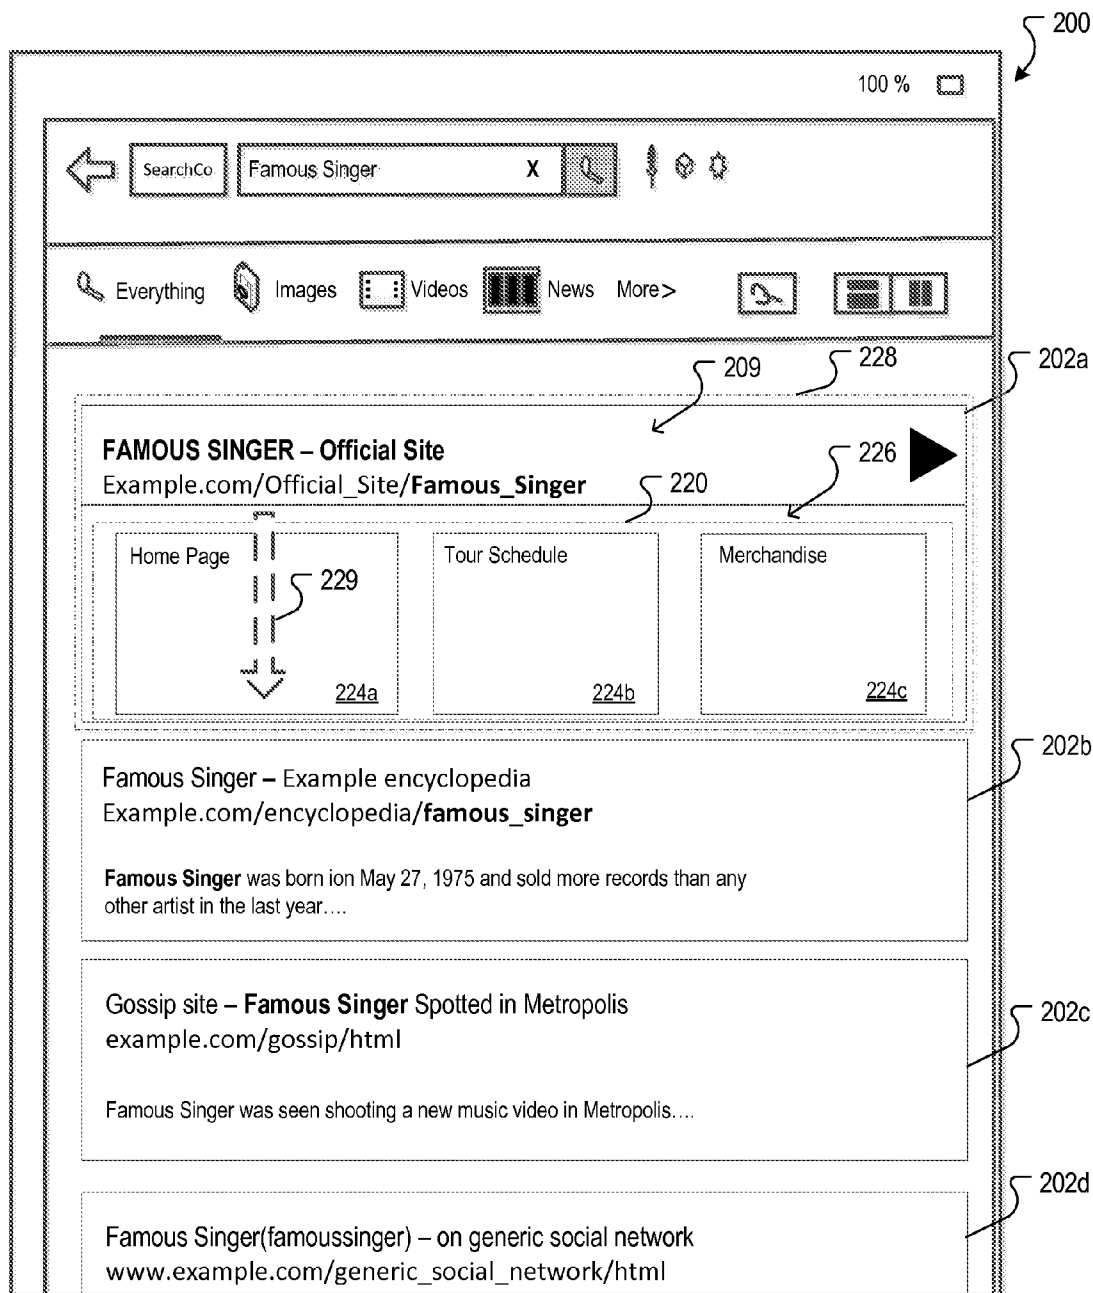 200
100 %
SearchCo
Famous Singer
X
Everything
Images
Videos
News
More>
209
228
202a
FAMOUS SINGER – Official Site
Example.com/Official_Site/Famous_Singer
226
220
Home Page
Tour Schedule
Merchandise
229
224a
224b
224c
202b
Famous Singer – Example encyclopedia
Example.com/encyclopedia/famous_singer
Famous Singer was born ion May 27, 1975 and sold more records than any
other artist in the last year….
202c
Gossip site – Famous Singer Spotted in Metropolis
example.com/gossip/html
Famous Singer was seen shooting a new music video in Metropolis….
202d
Famous Singer(famoussinger) – on generic social network
www.example.com/generic_social_network/html